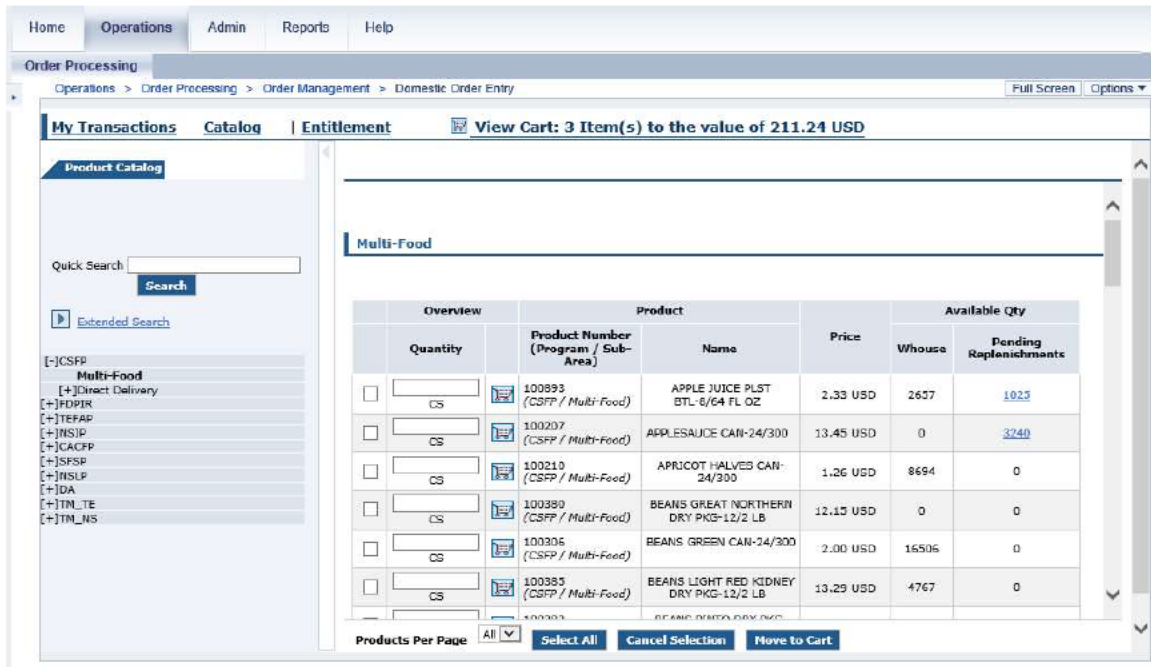 Home Operations Admin Reports Help
Order Processing
Operations > Order Processing > Order Management > Domestic Order Entry Full Screen Options
My Transactions Catalog | Entitlement View Cart: 3 Item(s) to the value of 211.24 USD
Product Catalog
Multi-Food
Quick Search
Search
Extended Search
[-]CSFP
Multi-Food
[+]Direct Delivery
[+]FDPIR
[+]TEFAP
[+]NSIP
[+]CACFP
[+]SFSP
[+]NSLP
[+]DA
[+]TM_TE
[+]TM_NS
Overview Product Price Available Qty
Quantity Product Number (Program / Sub-Area) Name Whouse Pending Replenishments
CS 100893 (CSFP / Multi-Food) APPLE JUICE PLST BTL-8/64 FL OZ 2.33 USD 2657 1025
CS 100207 (CSFP / Multi-Food) APPLESAUCE CAN-24/300 13.45 USD 0 3240
CS 100210 (CSFP / Multi-Food) APRICOT HALVES CAN-24/300 1.26 USD 8694 0
CS 100380 (CSFP / Multi-Food) BEANS GREAT NORTHERN DRY PKG-12/2 LB 12.15 USD 0 0
CS 100306 (CSFP / Multi-Food) BEANS GREEN CAN-24/300 2.00 USD 16506 0
CS 100385 (CSFP / Multi-Food) BEANS LIGHT RED KIDNEY DRY PKG-12/2 LB 13.29 USD 4767 0
Products Per Page All Select All Cancel Selection Move to Cart